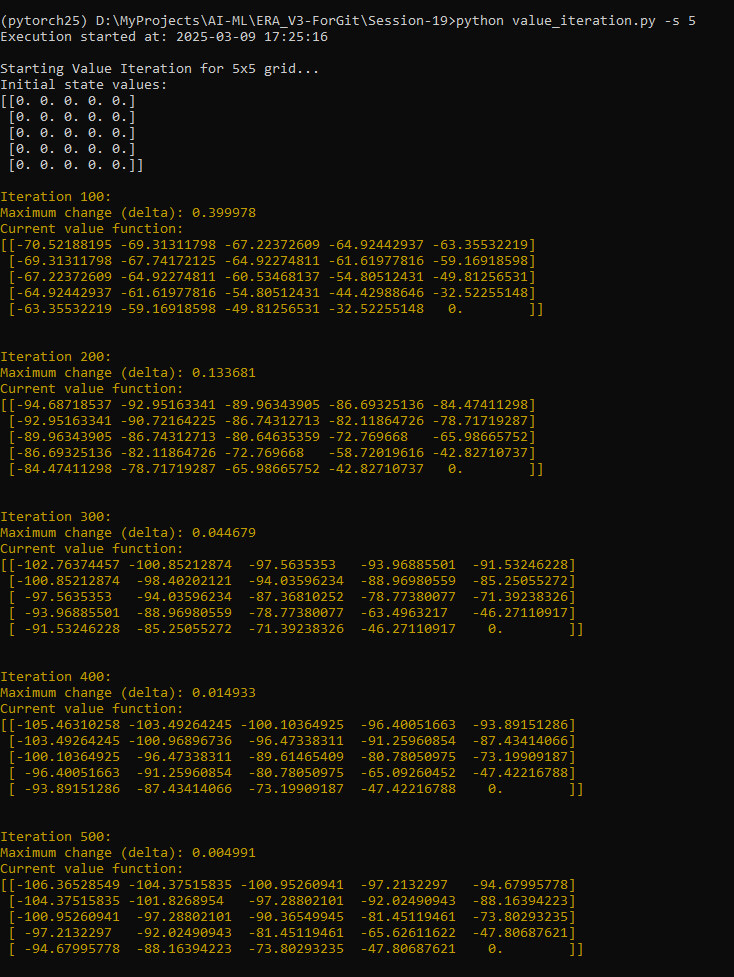 (pytorch25) D:\MyProjects\AI-ML\ERA_V3-ForGit\Session-19>python value_iteration.py -s 5
Execution started at: 2025-03-09 17:25:16
Starting Value Iteration for 5x5 grid...
Initial state values:
[[0. 0. 0. 0. 0.]
 [0. 0. 0. 0. 0.]
 [0. 0. 0. 0. 0.]
 [0. 0. 0. 0. 0.]
 [0. 0. 0. 0. 0.]]
Iteration 100:
Maximum change (delta): 0.399978
Current value function:
[[-70.52188195 -69.31311798 -67.22372609 -64.92442937 -63.35532219]
 [-69.31311798 -67.74172125 -64.92274811 -61.61977816 -59.16918598]
 [-67.22372609 -64.92274811 -60.53468137 -54.80512431 -49.81256531]
 [-64.92442937 -61.61977816 -54.80512431 -44.42988646 -32.52255148]
 [-63.35532219 -59.16918598 -49.81256531 -32.52255148   0.        ]]
Iteration 200:
Maximum change (delta): 0.133681
Current value function:
[[-94.68718537 -92.95163341 -89.96343905 -86.69325136 -84.47411298]
 [-92.95163341 -90.72164225 -86.74312713 -82.11864726 -78.71719287]
 [-89.96343905 -86.74312713 -80.64635359 -72.769668   -65.98665752]
 [-86.69325136 -82.11864726 -72.769668   -58.72019616 -42.82710737]
 [-84.47411298 -78.71719287 -65.98665752 -42.82710737   0.        ]]
Iteration 300:
Maximum change (delta): 0.044679
Current value function:
[[-102.76374457 -100.85212874  -97.5635353   -93.96885501  -91.53246228]
 [-100.85212874  -98.40202121  -94.03596234  -88.96980559  -85.25055272]
 [ -97.5635353   -94.03596234  -87.36810252  -78.77380077  -71.39238326]
 [ -93.96885501  -88.96980559  -78.77380077  -63.4963217   -46.27110917]
 [ -91.53246228  -85.25055272  -71.39238326  -46.27110917    0.        ]]
Iteration 400:
Maximum change (delta): 0.014933
Current value function:
[[-105.46310258 -103.49264245 -100.10364925  -96.40051663  -93.89151286]
 [-103.49264245 -100.96896736  -96.47338311  -91.25960854  -87.43414066]
 [-100.10364925  -96.47338311  -89.61465409  -80.78050975  -73.19909187]
 [ -96.40051663  -91.25960854  -80.78050975  -65.09260452  -47.42216788]
 [ -93.89151286  -87.43414066  -73.19909187  -47.42216788    0.        ]]
Iteration 500:
Maximum change (delta): 0.004991
Current value function:
[[-106.36528549 -104.37515835 -100.95260941  -97.2132297   -94.67995778]
 [-104.37515835 -101.8268954   -97.28802101  -92.02490943  -88.16394223]
 [-100.95260941  -97.28802101  -90.36549945  -81.45119461  -73.80293235]
 [ -97.2132297   -92.02490943  -81.45119461  -65.62611622  -47.80687621]
 [ -94.67995778  -88.16394223  -73.80293235  -47.80687621    0.        ]]